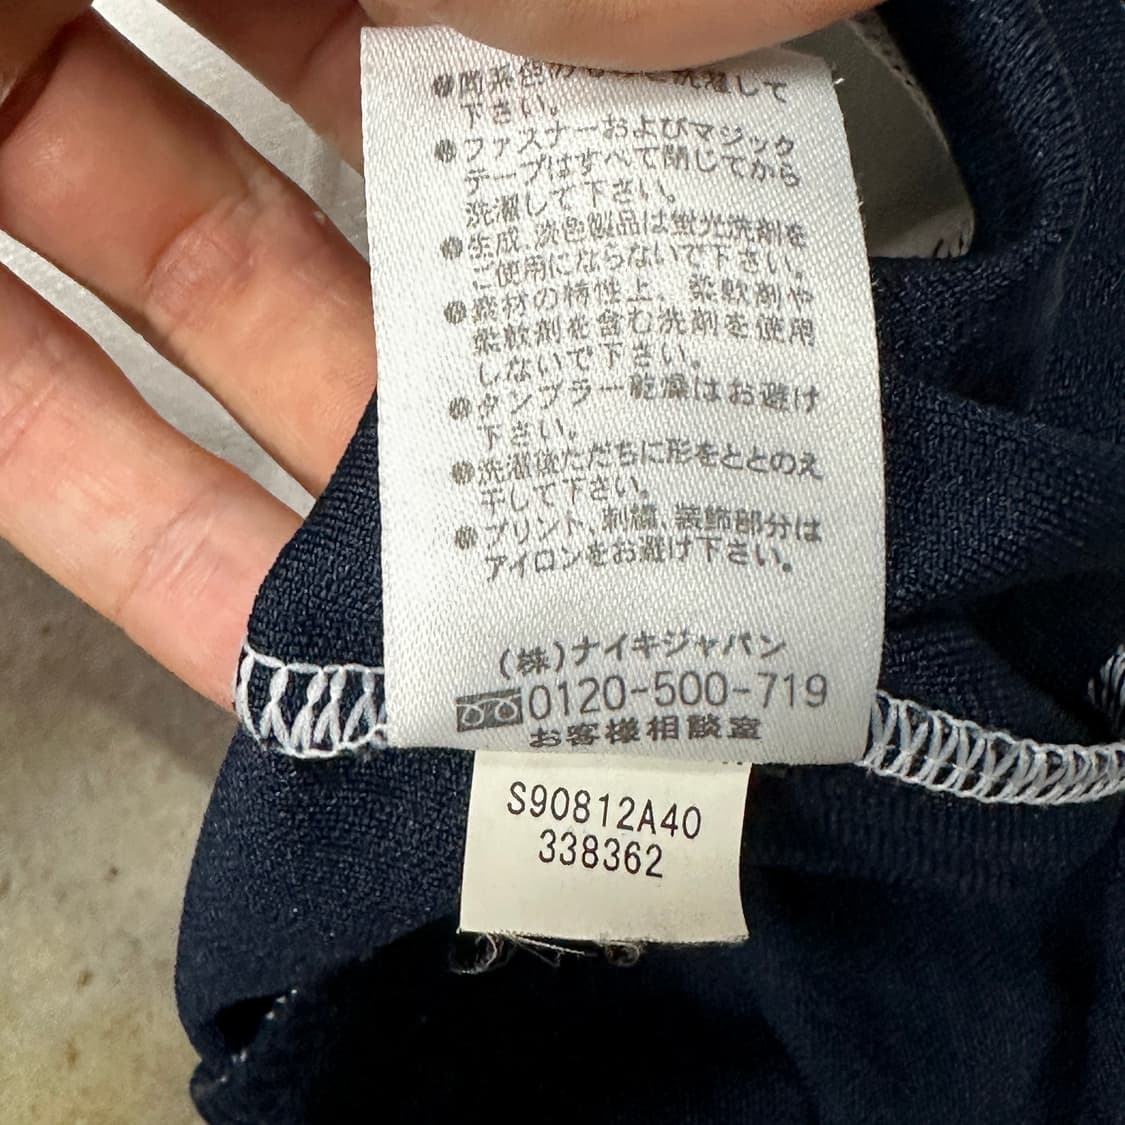 ●同系色のものと洗濯して
下さい。
●ファスナーおよびマジック
テープはすべて閉じてから
洗濯して下さい。
●生成、淡色製品は蛍光洗剤を
ご使用にならないで下さい。
●素材の特性上、柔軟剤や
柔軟剤を含む洗剤を使用
しないで下さい。
●タンブラー乾燥はお避け
下さい。
●洗濯後ただちに形をととのえ
干して下さい。
●プリント、刺繍、装飾部分は
アイロンをお避け下さい。
(株)ナイキジャパン
0120-500-719
お客様相談室
S90812A40
338362